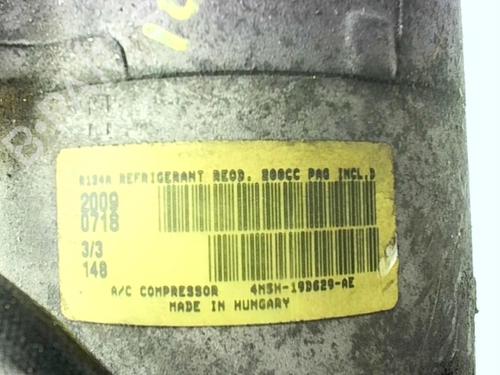 R134A REFRIGERANT REQD. 200CC PAG INCL.D
2009
0718
3/3
148
A/C COMPRESSOR 4M5H-19D629-AE
MADE IN HUNGARY